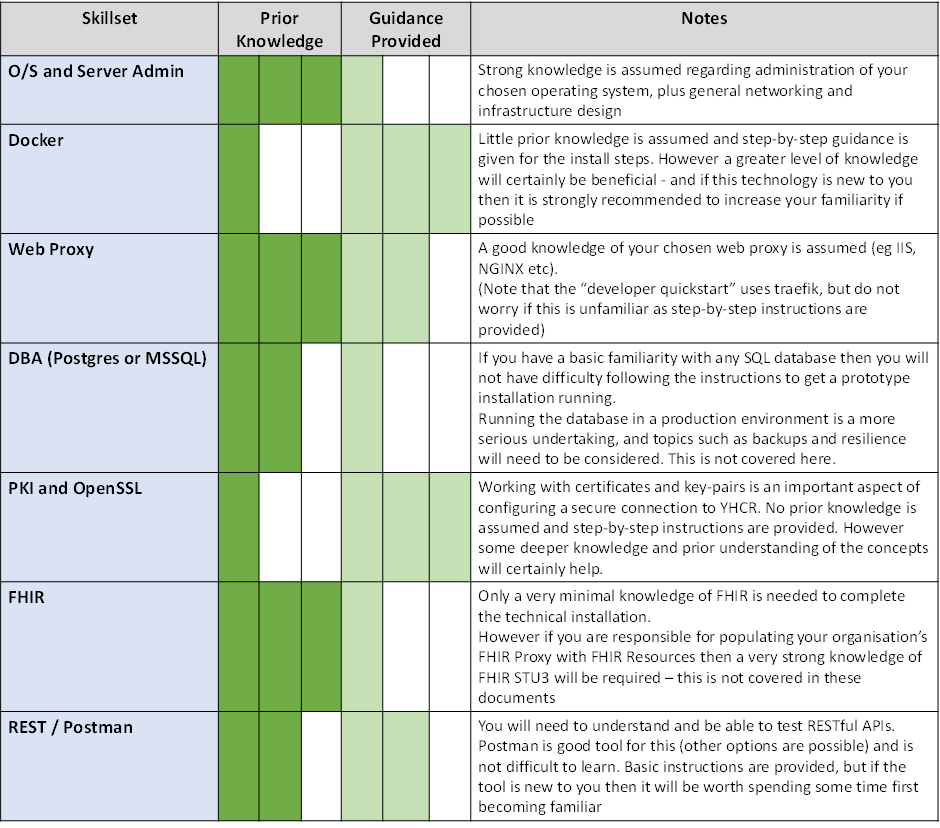 Skillset
Prior
Knowledge
Guidance
Provided
Notes
O/S and Server Admin
Strong knowledge is assumed regarding administration of your
chosen operating system, plus general networking and
infrastructure design
Docker
Little prior knowledge is assumed and step-by-step guidance is
given for the install steps. However a greater level of knowledge
will certainly be beneficial - and if this technology is new to you
then it is strongly recommended to increase your familiarity if
possible
Web Proxy
A good knowledge of your chosen web proxy is assumed (eg IIS,
NGINX etc).
(Note that the “developer quickstart” uses traefik, but do not
worry if this is unfamiliar as step-by-step instructions are
provided)
DBA (Postgres or MSSQL)
If you have a basic familiarity with any SQL database then you will
not have difficulty following the instructions to get a prototype
installation running.
Running the database in a production environment is a more
serious undertaking, and topics such as backups and resilience
will need to be considered. This is not covered here.
PKI and OpenSSL
Working with certificates and key-pairs is an important aspect of
configuring a secure connection to YHCR. No prior knowledge is
assumed and step-by-step instructions are provided. However
some deeper knowledge and prior understanding of the concepts
will certainly help.
FHIR
Only a very minimal knowledge of FHIR is needed to complete
the technical installation.
However if you are responsible for populating your organisation’s
FHIR Proxy with FHIR Resources then a very strong knowledge of
FHIR STU3 will be required – this is not covered in these
documents
REST / Postman
You will need to understand and be able to test RESTful APIs.
Postman is good tool for this (other options are possible) and is
not difficult to learn. Basic instructions are provided, but if the
tool is new to you then it will be worth spending some time first
becoming familiar